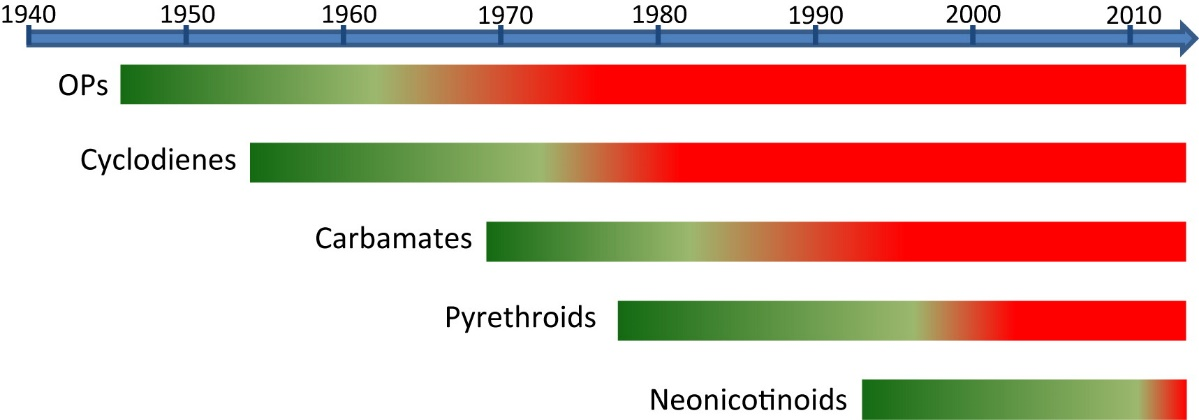 1940 1950 1960 1970 1980 1990 2000 2010
OPs
Cyclodienes
Carbamates
Pyrethroids
Neonicotinoids